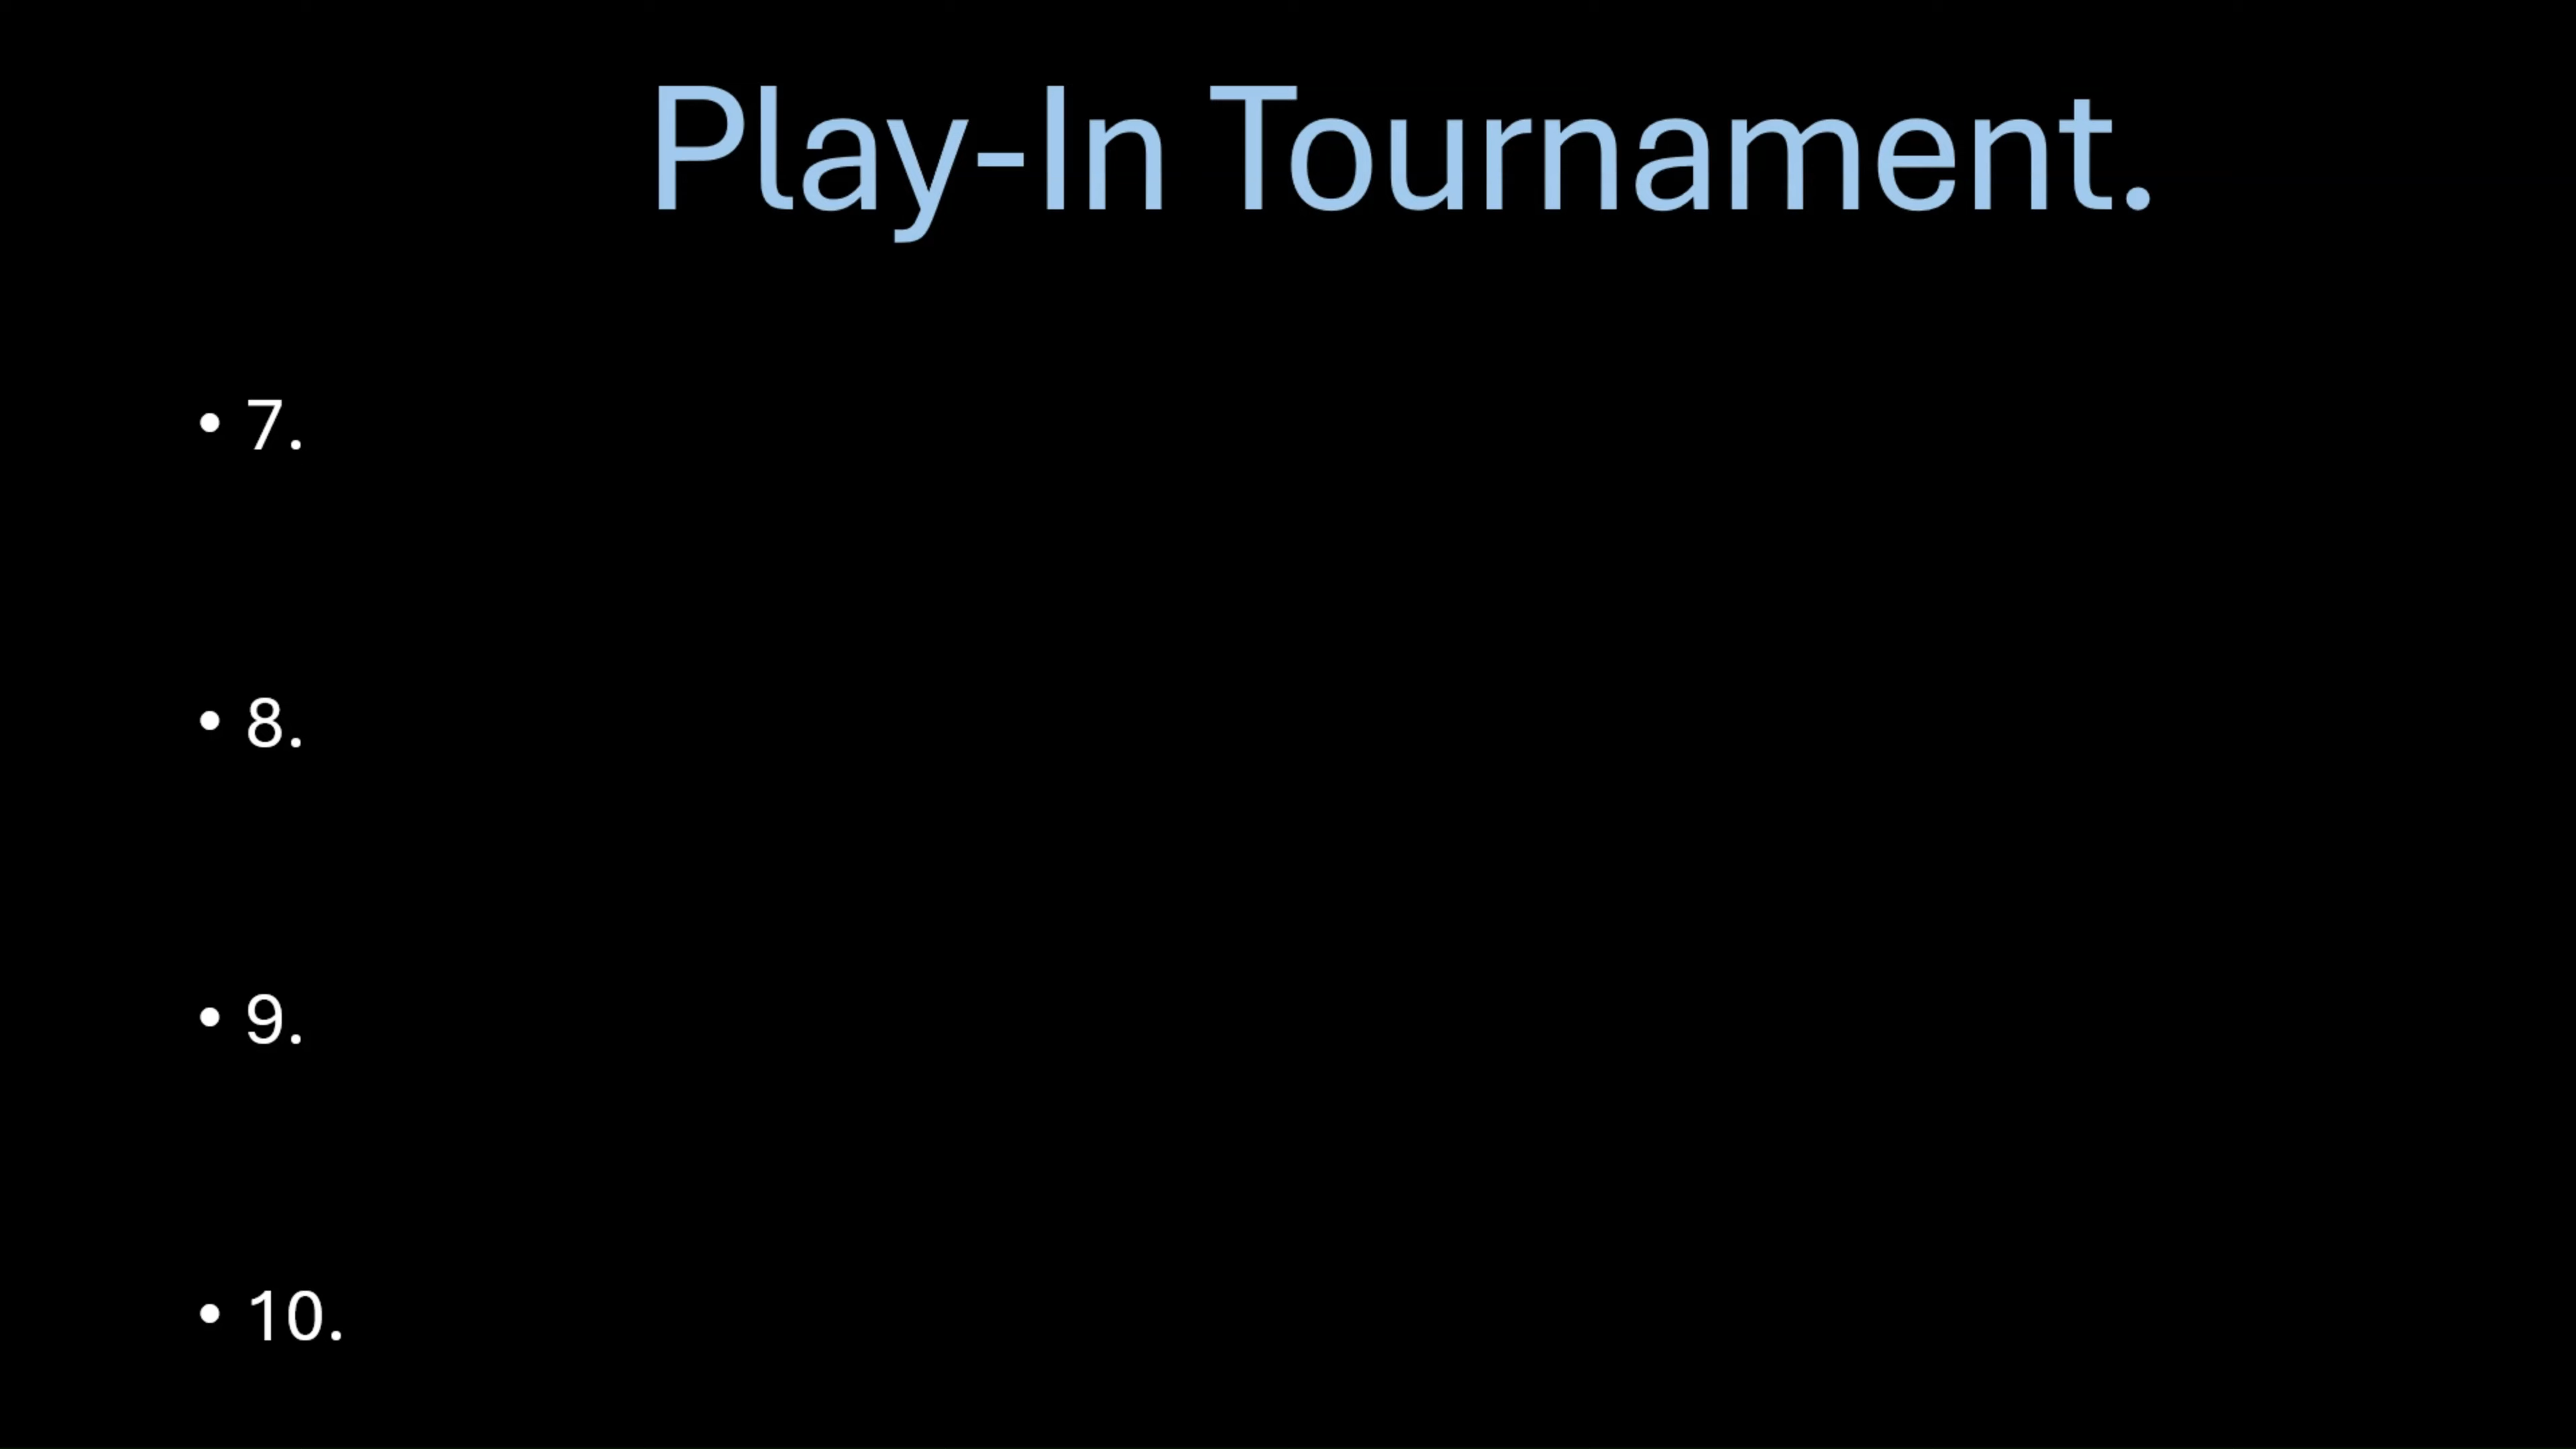 Play-In Tournament.
• 7.
• 8.
• 9.
• 10.